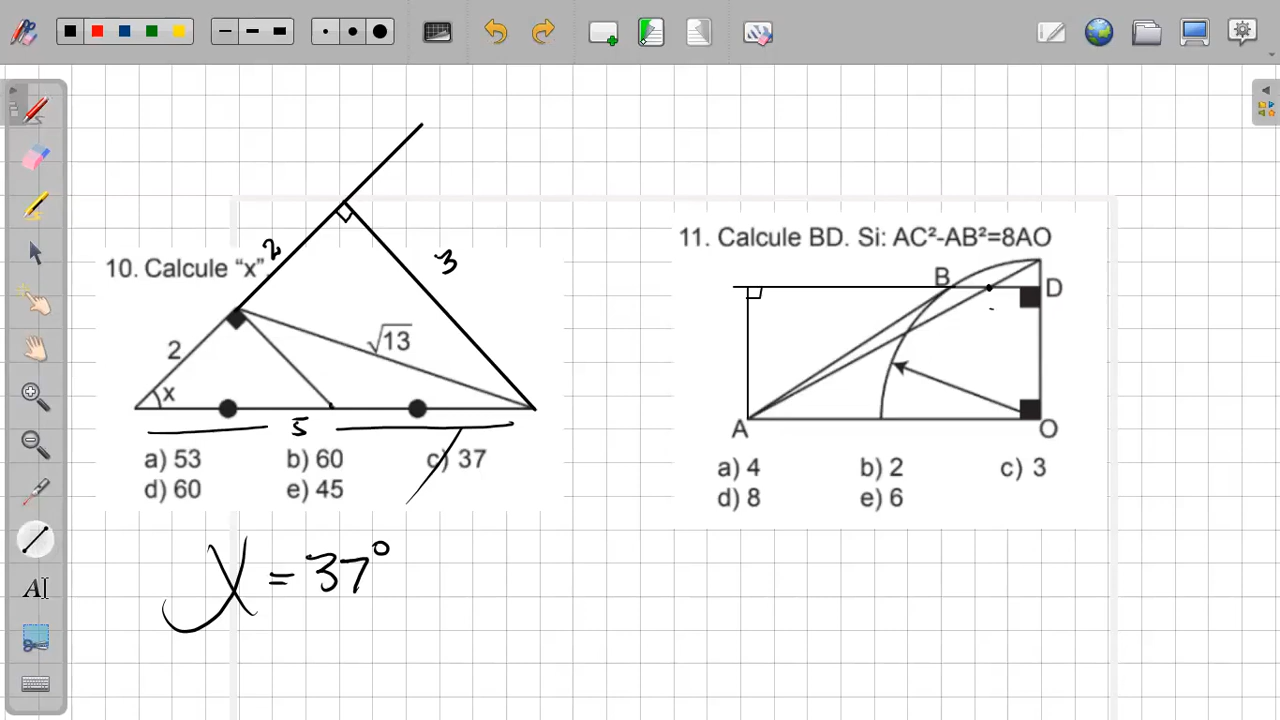 10. Calcule “x”.
2
2
3
√13
x
5
a) 53 b) 60 c) 37
d) 60 e) 45
X = 37°
11. Calcule BD. Si: AC²-AB²=8AO
B
D
A
O
a) 4 b) 2 c) 3
d) 8 e) 6
AI